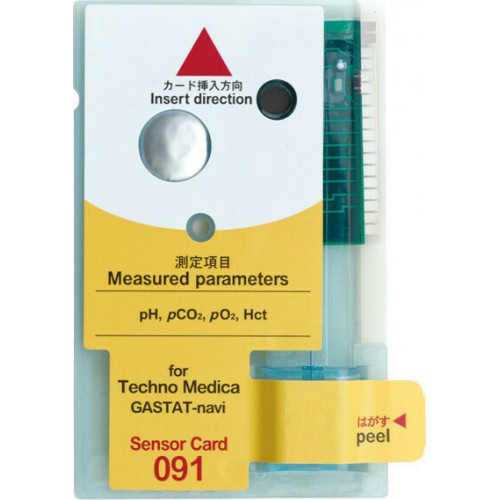 カード挿入方向
Insert direction
測定項目
Measured parameters
pH, pCO₂, pO₂, Hct
for
Techno Medica
GASTAT-navi
はがす
peel
Sensor Card
091